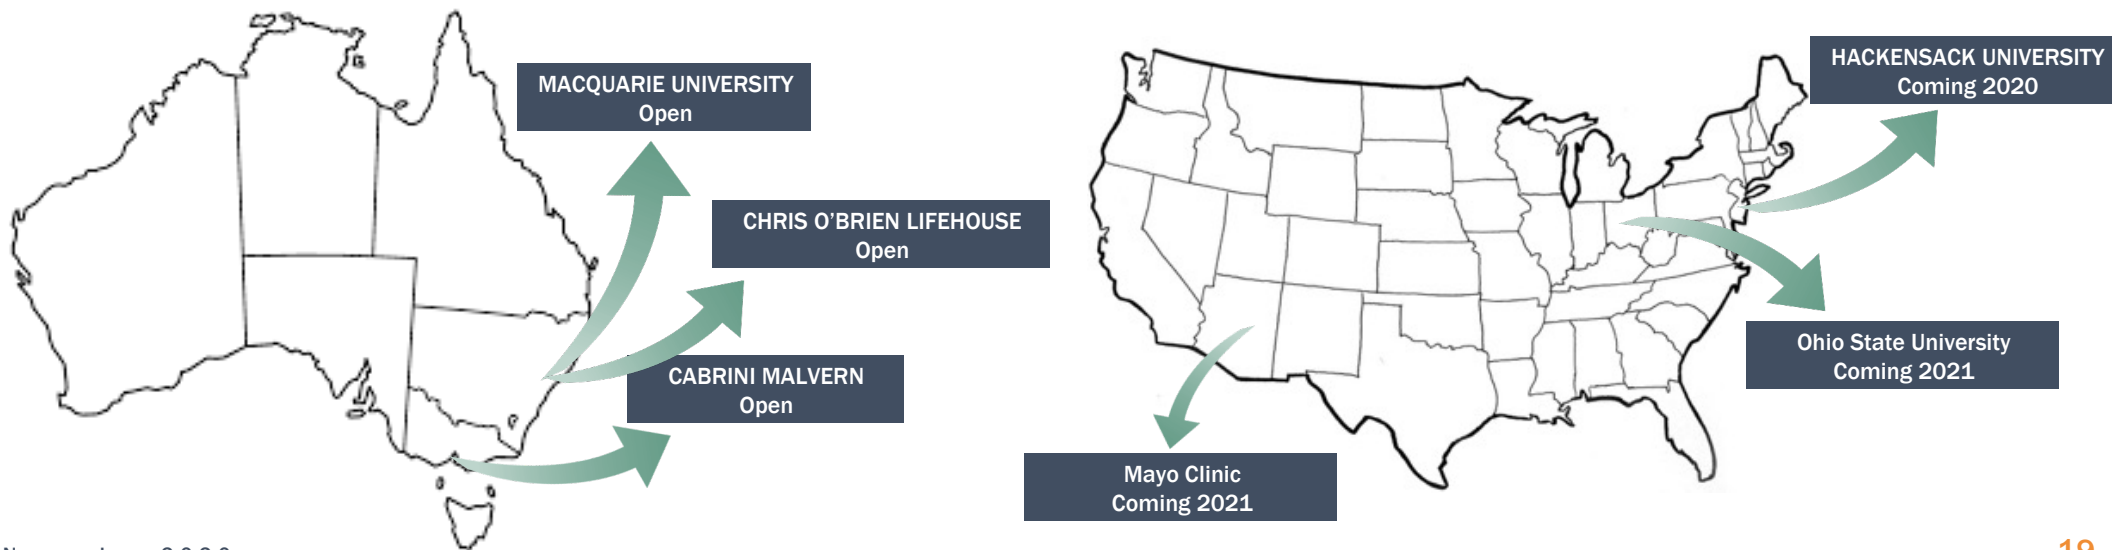 MACQUARIE UNIVERSITY
Open
CHRIS O'BRIEN LIFEHOUSE
Open
CABRINI MALVERN
Open
HACKENSACK UNIVERSITY
Coming 2020
Ohio State University
Coming 2021
Mayo Clinic
Coming 2021